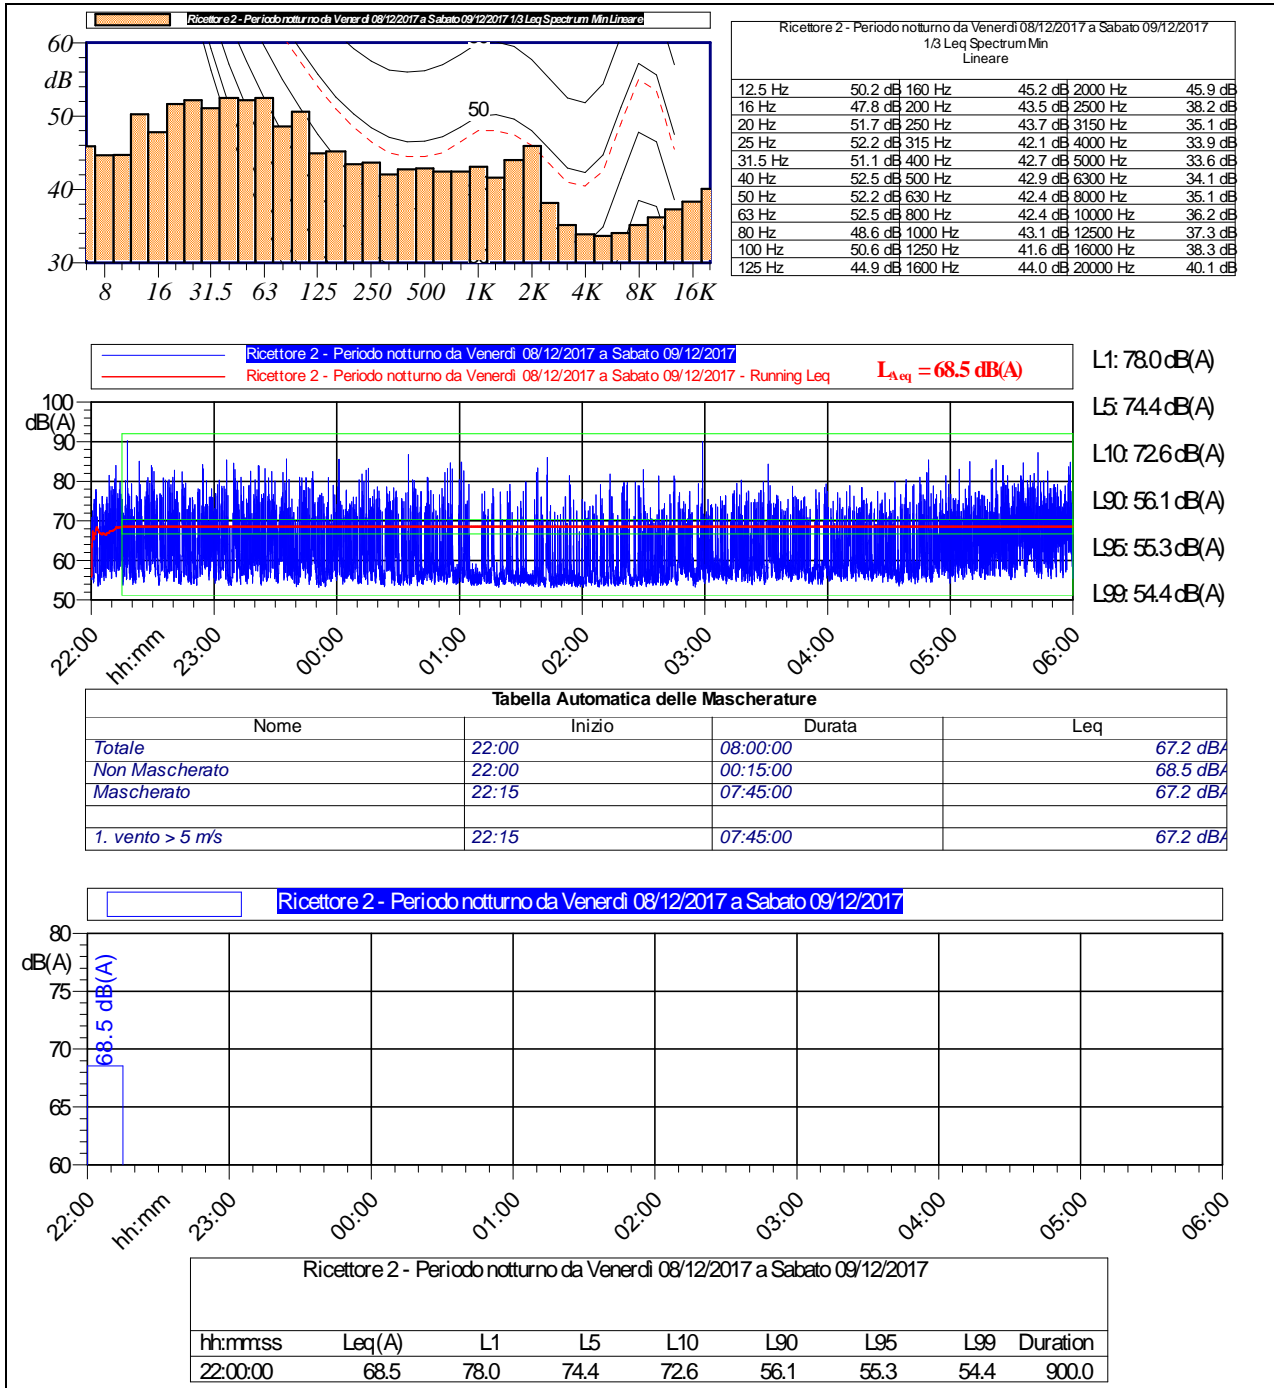 Ricettore 2 - Periodo notturno da Venerdì 08/12/2017 a Sabato 09/12/2017 1/3 Leq Spectrum Min Lineare
60
dB
50
40
30
50
8 16 31.5 63 125 250 500 1K 2K 4K 8K 16K
Ricettore 2 - Periodo notturno da Venerdì 08/12/2017 a Sabato 09/12/2017
1/3 Leq Spectrum Min
Lineare
12.5 Hz 50.2 dB 160 Hz 45.2 dB 2000 Hz 45.9 dB
16 Hz 47.8 dB 200 Hz 43.5 dB 2500 Hz 38.2 dB
20 Hz 51.7 dB 250 Hz 43.7 dB 3150 Hz 35.1 dB
25 Hz 52.2 dB 315 Hz 42.1 dB 4000 Hz 33.9 dB
31.5 Hz 51.1 dB 400 Hz 42.7 dB 5000 Hz 33.6 dB
40 Hz 52.5 dB 500 Hz 42.9 dB 6300 Hz 34.1 dB
50 Hz 52.2 dB 630 Hz 42.4 dB 8000 Hz 35.1 dB
63 Hz 52.5 dB 800 Hz 42.4 dB 10000 Hz 36.2 dB
80 Hz 48.6 dB 1000 Hz 43.1 dB 12500 Hz 37.3 dB
100 Hz 50.6 dB 1250 Hz 41.6 dB 16000 Hz 38.3 dB
125 Hz 44.9 dB 1600 Hz 44.0 dB 20000 Hz 40.1 dB
Ricettore 2 - Periodo notturno da Venerdì 08/12/2017 a Sabato 09/12/2017
Ricettore 2 - Periodo notturno da Venerdì 08/12/2017 a Sabato 09/12/2017 - Running Leq
LAeq = 68.5 dB(A)
L1: 78.0 dB(A)
L5: 74.4 dB(A)
L10: 72.6 dB(A)
L90: 56.1 dB(A)
L95: 55.3 dB(A)
L99: 54.4 dB(A)
100
dB(A)
90
80
70
60
50
22:00 hh:mm 23:00 00:00 01:00 02:00 03:00 04:00 05:00 06:00
Tabella Automatica delle Mascherature
Nome Inizio Durata Leq
Totale 22:00 08:00:00 67.2 dBA
Non Mascherato 22:00 00:15:00 68.5 dBA
Mascherato 22:15 07:45:00 67.2 dBA
1. vento > 5 m/s 22:15 07:45:00 67.2 dBA
Ricettore 2 - Periodo notturno da Venerdì 08/12/2017 a Sabato 09/12/2017
80
dB(A)
75
70
65
60
68.5 dB(A)
22:00 hh:mm 23:00 00:00 01:00 02:00 03:00 04:00 05:00 06:00
Ricettore 2 - Periodo notturno da Venerdì 08/12/2017 a Sabato 09/12/2017
hh:mm:ss Leq(A) L1 L5 L10 L90 L95 L99 Duration
22:00:00 68.5 78.0 74.4 72.6 56.1 55.3 54.4 900.0